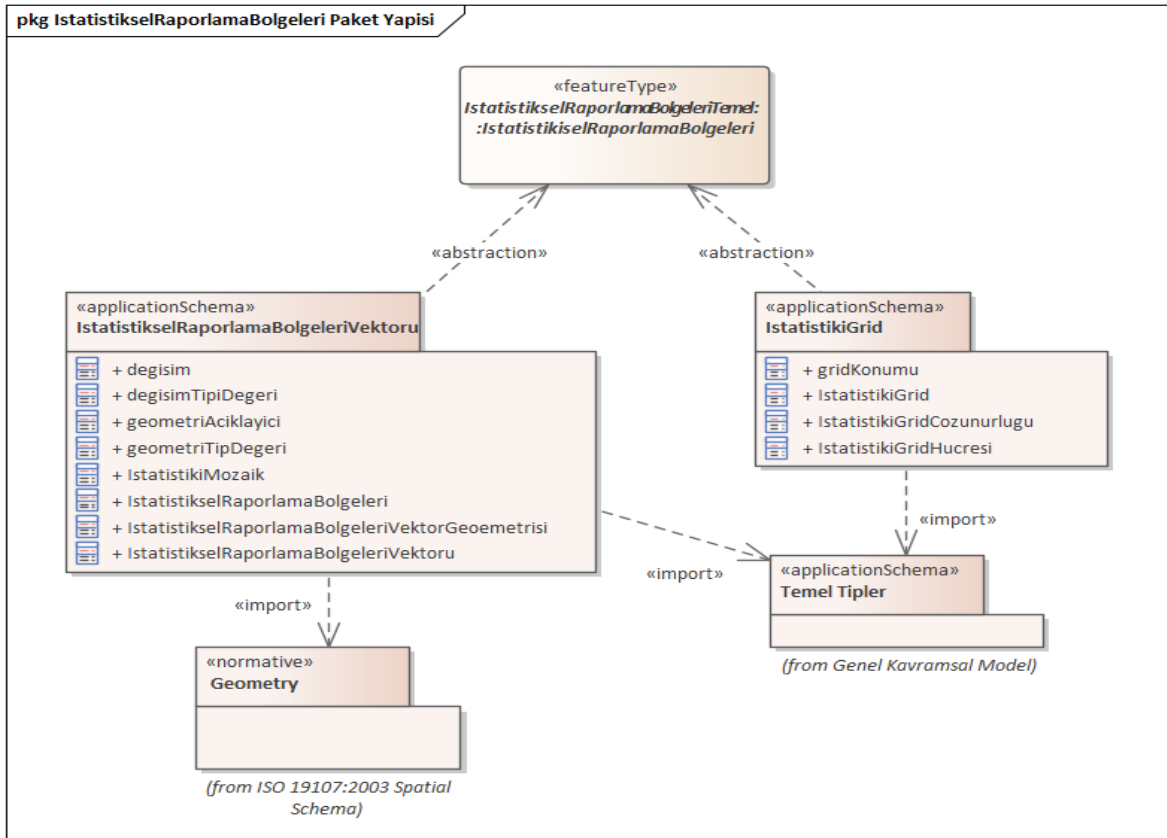 pkg IstatistikselRaporlamaBolgeleri Paket Yapisi
«featureType»
IstatistikselRaporlamaBolgeleriTemel:
:IstatistikiselRaporlamaBolgeleri
«abstraction»
«abstraction»
«applicationSchema»
IstatistikselRaporlamaBolgeleriVektoru
+ degisim
+ degisimTipiDegeri
+ geometriAciklayici
+ geometriTipDegeri
+ IstatistikiMozaik
+ IstatistikselRaporlamaBolgeleri
+ IstatistikselRaporlamaBolgeleriVektorGeoemetrisi
+ IstatistikselRaporlamaBolgeleriVektoru
«applicationSchema»
IstatistikiGrid
+ gridKonumu
+ IstatistikiGrid
+ IstatistikiGridCozunurlugu
+ IstatistikiGridHucresi
«import»
«import»
«import»
«applicationSchema»
Temel Tipler
(from Genel Kavramsal Model)
«normative»
Geometry
(from ISO 19107:2003 Spatial
Schema)